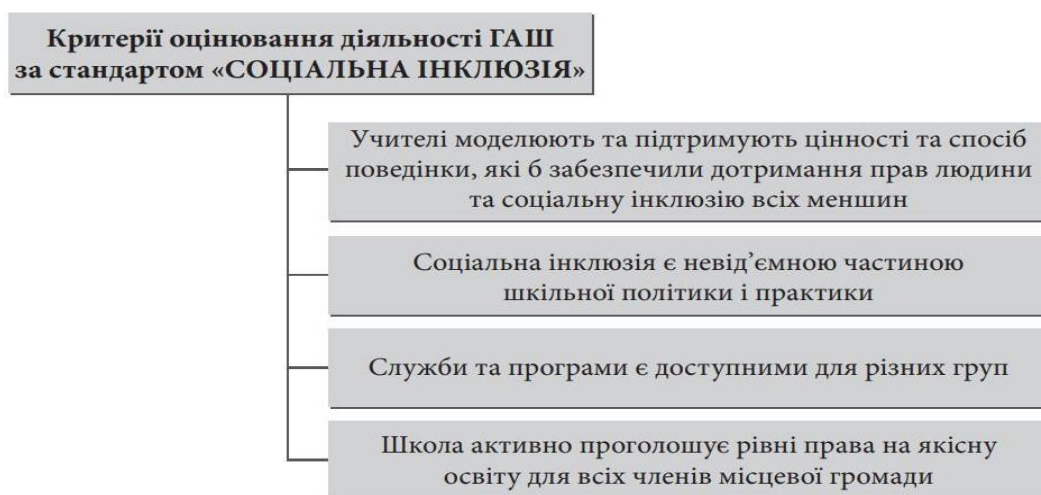 Критерії оцінювання діяльності ГАШ
за стандартом «СОЦІАЛЬНА ІНКЛЮЗІЯ»
Учителі моделюють та підтримують цінності та спосіб
поведінки, які б забезпечили дотримання прав людини
та соціальну інклюзію всіх меншин
Соціальна інклюзія є невід’ємною частиною
шкільної політики і практики
Служби та програми є доступними для різних груп
Школа активно проголошує рівні права на якісну
освіту для всіх членів місцевої громади